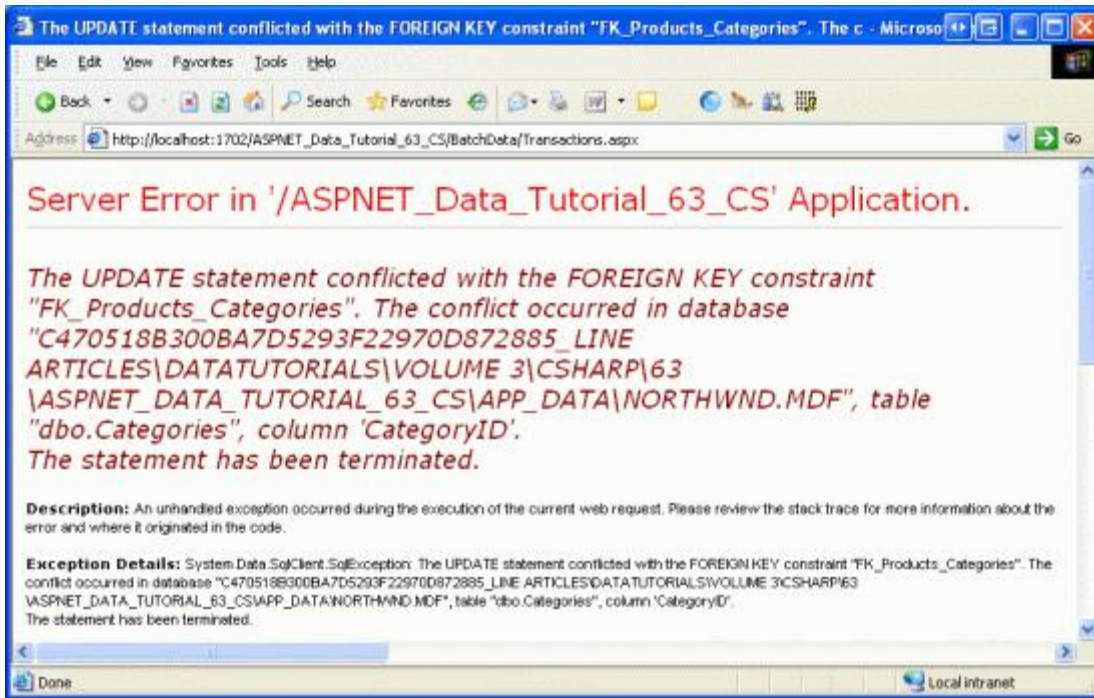 The UPDATE statement conflicted with the FOREIGN KEY constraint "FK_Products_Categories". The c - Microso
File Edit View Favorites Tools Help
Back Search Favorites
Address http://localhost:1702/ASPNET_Data_Tutorial_63_CS/BatchData/Transactions.aspx Go
Server Error in '/ASPNET_Data_Tutorial_63_CS' Application.
The UPDATE statement conflicted with the FOREIGN KEY constraint
"FK_Products_Categories". The conflict occurred in database
"C470518B300BA7D5293F22970D872885_LINE
ARTICLES\DATATUTORIALS\VOLUME 3\CSHARP\63
\ASPNET_DATA_TUTORIAL_63_CS\APP_DATA\NORTHWND.MDF", table
"dbo.Categories", column 'CategoryID'.
The statement has been terminated.
Description: An unhandled exception occurred during the execution of the current web request. Please review the stack trace for more information about the
error and where it originated in the code.
Exception Details: System.Data.SqlClient.SqlException: The UPDATE statement conflicted with the FOREIGN KEY constraint "FK_Products_Categories". The
conflict occurred in database "C470518B300BA7D5293F22970D872885_LINE ARTICLES\DATATUTORIALS\VOLUME 3\CSHARP\63
\ASPNET_DATA_TUTORIAL_63_CS\APP_DATA\NORTHWND.MDF", table "dbo.Categories", column 'CategoryID'.
The statement has been terminated.
Done Local intranet